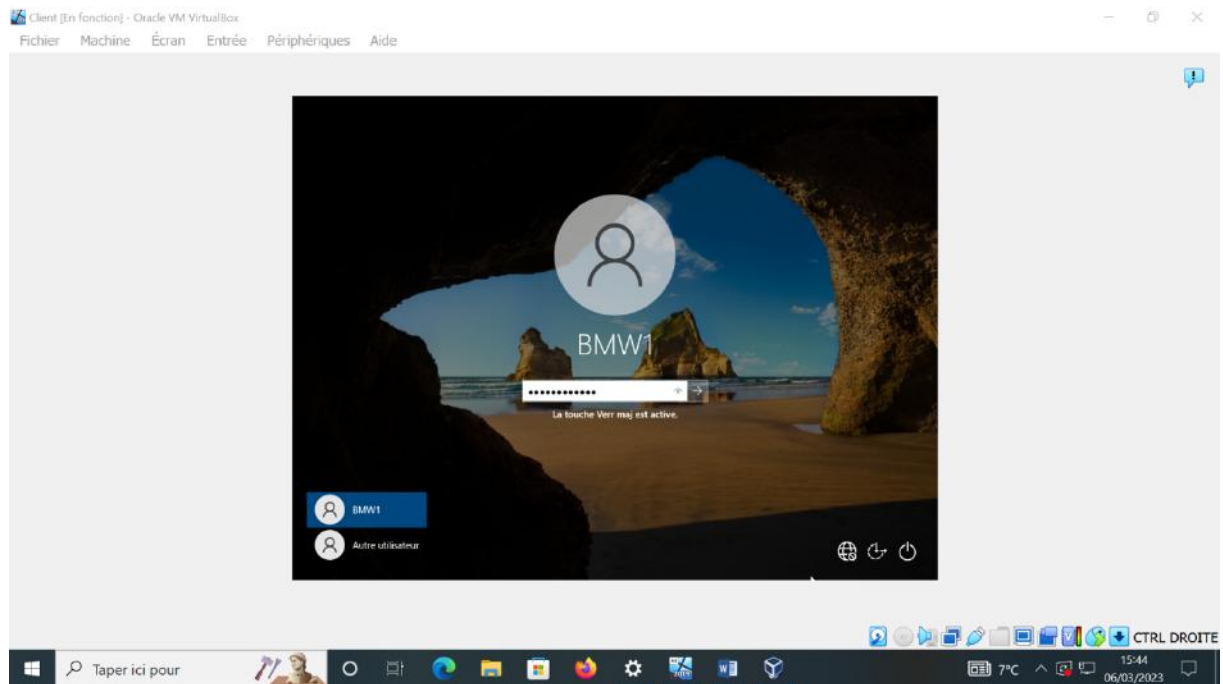 Client [En fonction] - Oracle VM VirtualBox
Fichier Machine Écran Entrée Périphériques Aide
BMW1
••••••••••••
La touche Verr maj est active.
BMW1
Autre utilisateur
CTRL DROITE
Taper ici pour
7°C
15:44
06/03/2023